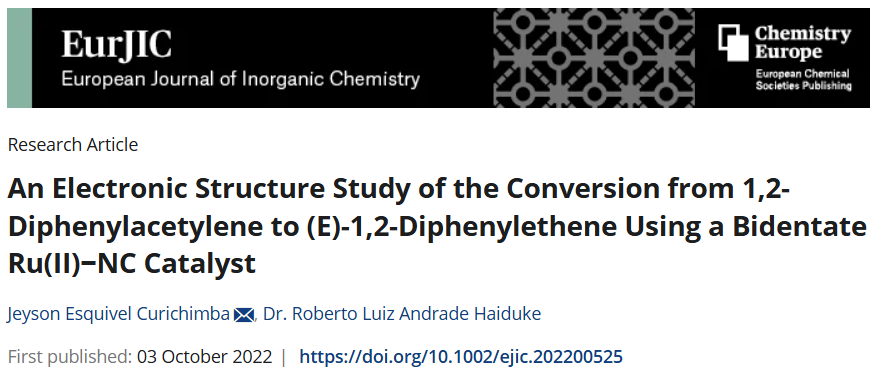 EurJIC
European Journal of Inorganic Chemistry
Chemistry
Europe
European Chemical
Societies Publishing
Research Article
An Electronic Structure Study of the Conversion from 1,2-
Diphenylacetylene to (E)-1,2-Diphenylethene Using a Bidentate
Ru(II)−NC Catalyst
Jeyson Esquivel Curichimba, Dr. Roberto Luiz Andrade Haiduke
First published: 03 October 2022 | https://doi.org/10.1002/ejic.202200525